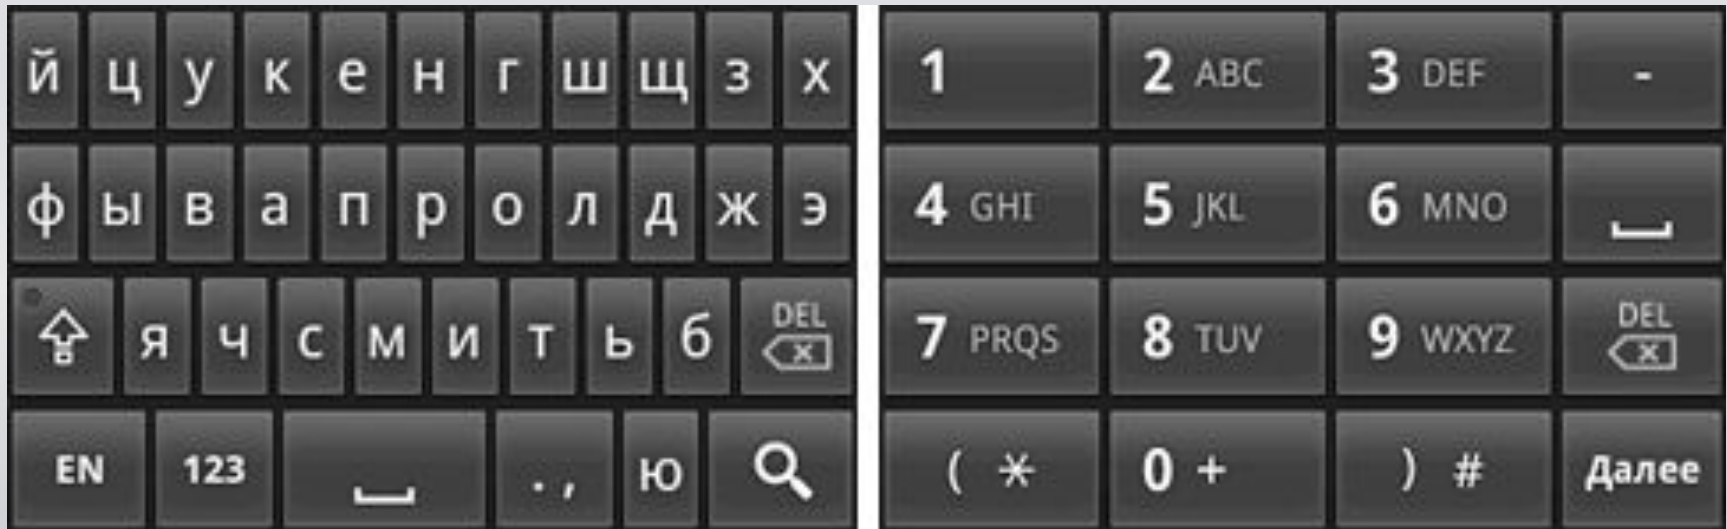 й ц у к е н г ш щ з х
ф ы в а п р о л д ж э
я ч с м и т ь б DEL
EN 123 . , ю
1 2 ABC 3 DEF -
4 GHI 5 JKL 6 MNO
7 PRQS 8 TUV 9 WXYZ DEL
( * 0 + ) # Далее